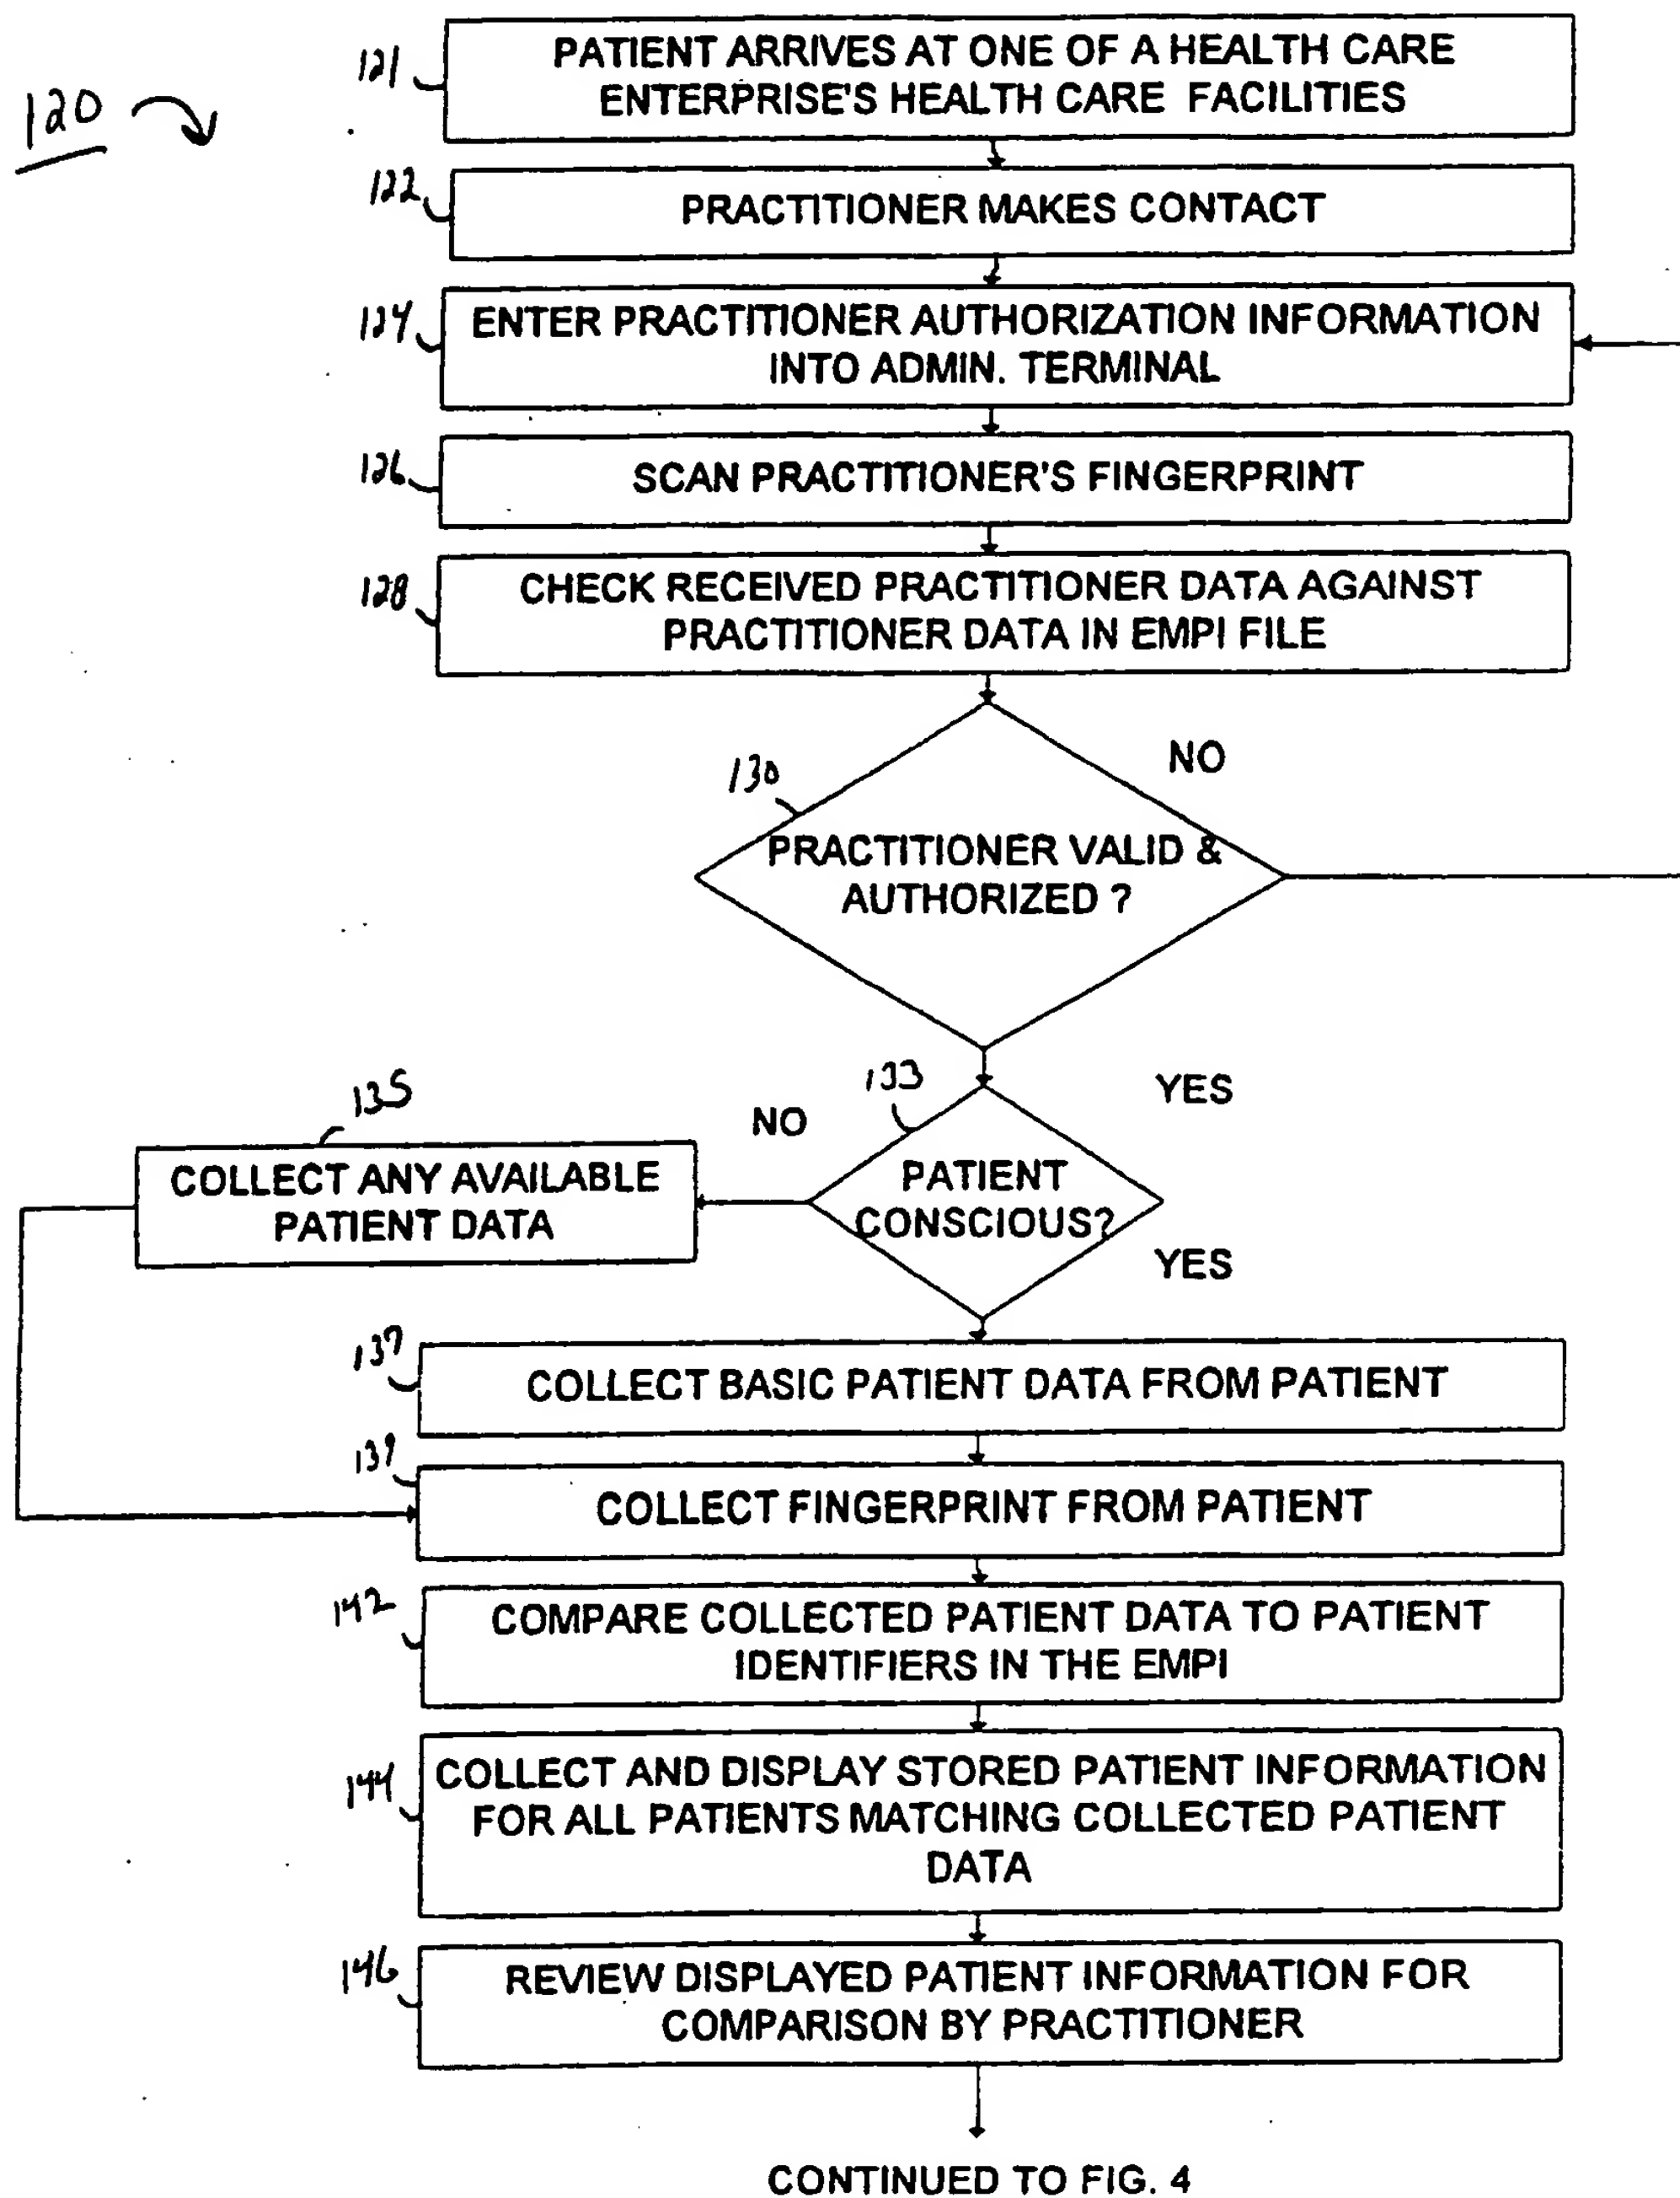 120
121
PATIENT ARRIVES AT ONE OF A HEALTH CARE
ENTERPRISE'S HEALTH CARE FACILITIES
122
PRACTITIONER MAKES CONTACT
124
ENTER PRACTITIONER AUTHORIZATION INFORMATION
INTO ADMIN. TERMINAL
126
SCAN PRACTITIONER'S FINGERPRINT
128
CHECK RECEIVED PRACTITIONER DATA AGAINST
PRACTITIONER DATA IN EMPI FILE
NO
130
PRACTITIONER VALID &
AUTHORIZED ?
133
YES
135
NO
COLLECT ANY AVAILABLE
PATIENT DATA
PATIENT
CONSCIOUS?
YES
137
COLLECT BASIC PATIENT DATA FROM PATIENT
139
COLLECT FINGERPRINT FROM PATIENT
142
COMPARE COLLECTED PATIENT DATA TO PATIENT
IDENTIFIERS IN THE EMPI
144
COLLECT AND DISPLAY STORED PATIENT INFORMATION
FOR ALL PATIENTS MATCHING COLLECTED PATIENT
DATA
146
REVIEW DISPLAYED PATIENT INFORMATION FOR
COMPARISON BY PRACTITIONER
CONTINUED TO FIG. 4